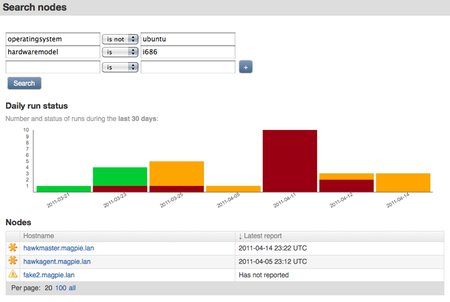 Search nodes
operatingsystem is not ubuntu
hardwaremodel is i686
is +
Search
Daily run status
Number and status of runs during the last 30 days:
10
9
8
7
6
5
4
3
2
1
2011-03-21 2011-03-23 2011-03-25 2011-04-05 2011-04-11 2011-04-12 2011-04-14
Nodes
Hostname ↓ Latest report
hawkmaster.magpie.lan 2011-04-14 23:22 UTC
hawkagent.magpie.lan 2011-04-05 23:12 UTC
fake2.magpie.lan Has not reported
Per page: 20 100 all